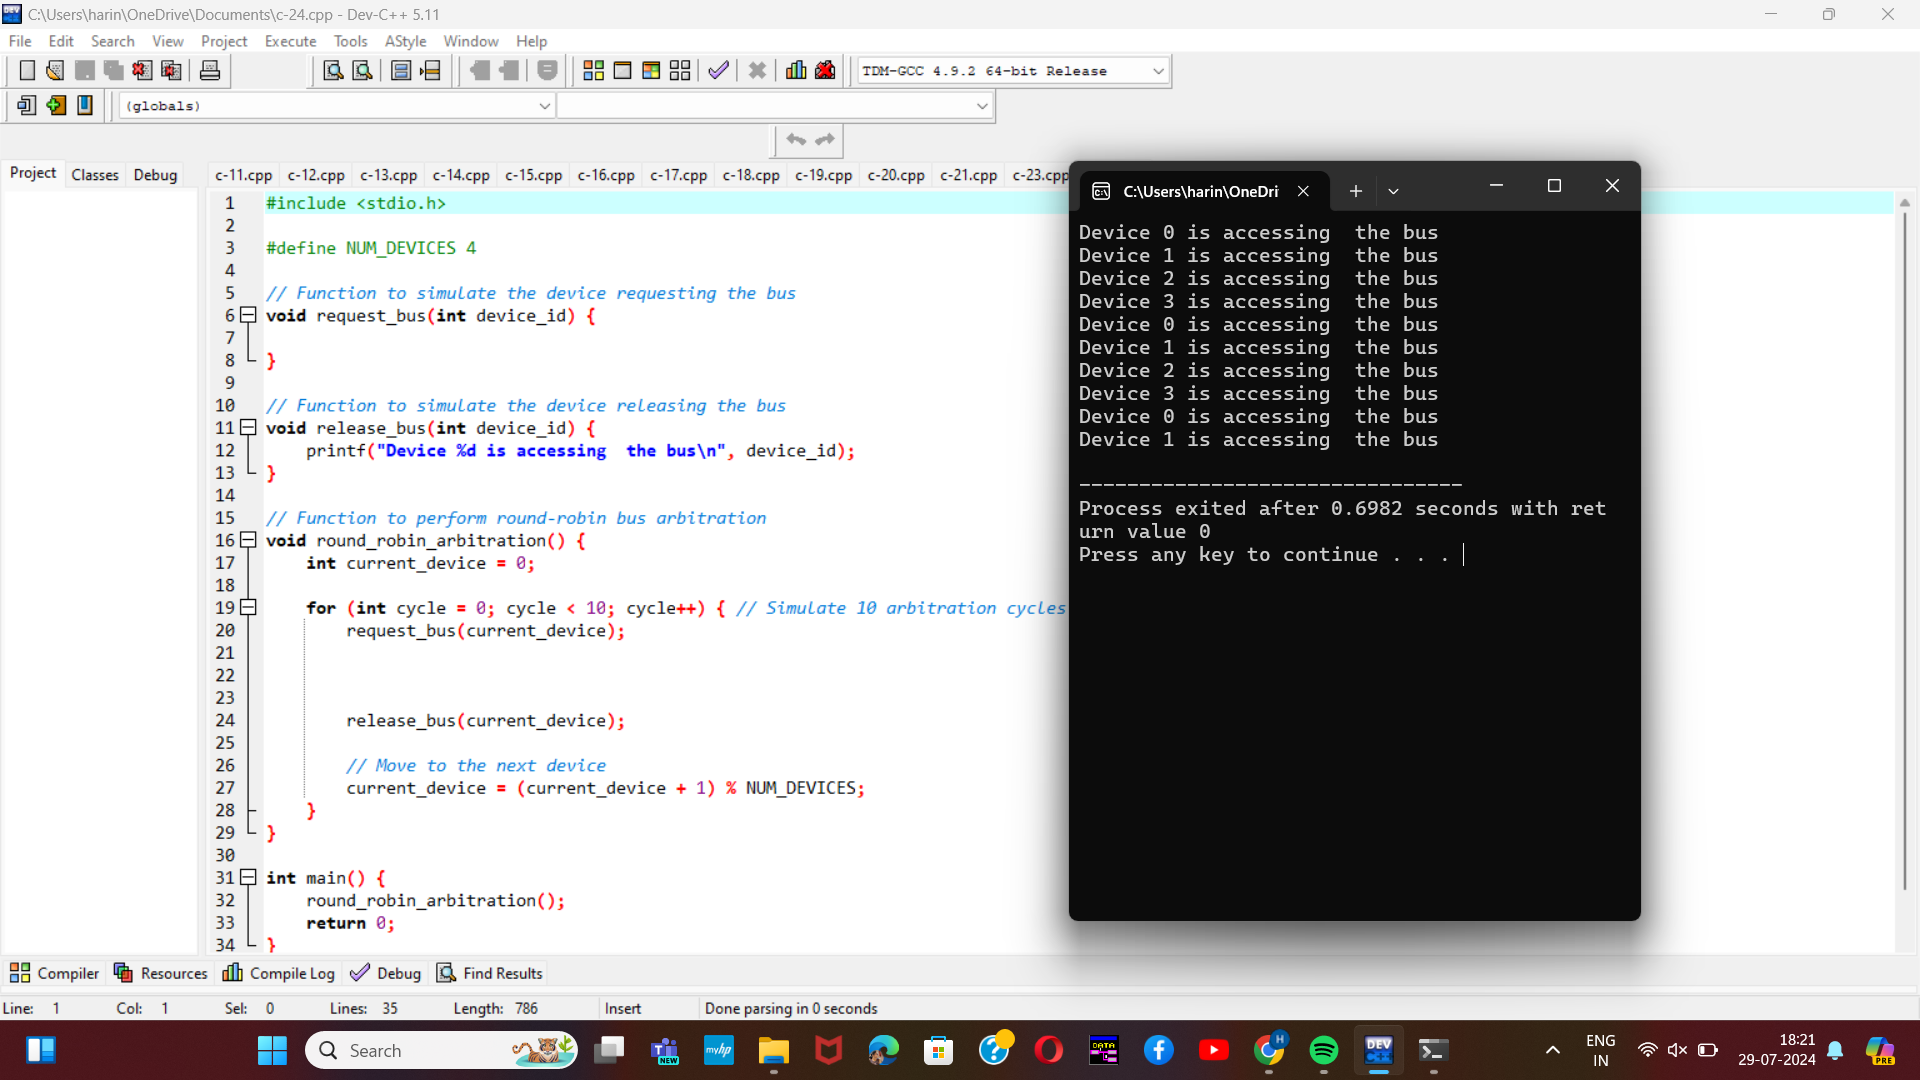 C:\Users\harin\OneDrive\Documents\c-24.cpp - Dev-C++ 5.11
File Edit Search View Project Execute Tools AStyle Window Help
TDM-GCC 4.9.2 64-bit Release
(globals)
Project Classes Debug
c-11.cpp c-12.cpp c-13.cpp c-14.cpp c-15.cpp c-16.cpp c-17.cpp c-18.cpp c-19.cpp c-20.cpp c-21.cpp c-23.cpp
1 #include <stdio.h>
2
3 #define NUM_DEVICES 4
4
5 // Function to simulate the device requesting the bus
6 void request_bus(int device_id) {
7
8 }
9
10 // Function to simulate the device releasing the bus
11 void release_bus(int device_id) {
12     printf("Device %d is accessing  the bus\n", device_id);
13 }
14
15 // Function to perform round-robin bus arbitration
16 void round_robin_arbitration() {
17     int current_device = 0;
18
19     for (int cycle = 0; cycle < 10; cycle++) { // Simulate 10 arbitration cycles
20         request_bus(current_device);
21
22
23
24         release_bus(current_device);
25
26         // Move to the next device
27         current_device = (current_device + 1) % NUM_DEVICES;
28     }
29 }
30
31 int main() {
32     round_robin_arbitration();
33     return 0;
34 }
C:\Users\harin\OneDri
Device 0 is accessing  the bus
Device 1 is accessing  the bus
Device 2 is accessing  the bus
Device 3 is accessing  the bus
Device 0 is accessing  the bus
Device 1 is accessing  the bus
Device 2 is accessing  the bus
Device 3 is accessing  the bus
Device 0 is accessing  the bus
Device 1 is accessing  the bus
--------------------------------
Process exited after 0.6982 seconds with ret
urn value 0
Press any key to continue . . .
Compiler Resources Compile Log Debug Find Results
Line: 1 Col: 1 Sel: 0 Lines: 35 Length: 786 Insert Done parsing in 0 seconds
Search
NEW
myhp
DATA
H
DEV C++
ENG
IN
18:21
29-07-2024
PRE